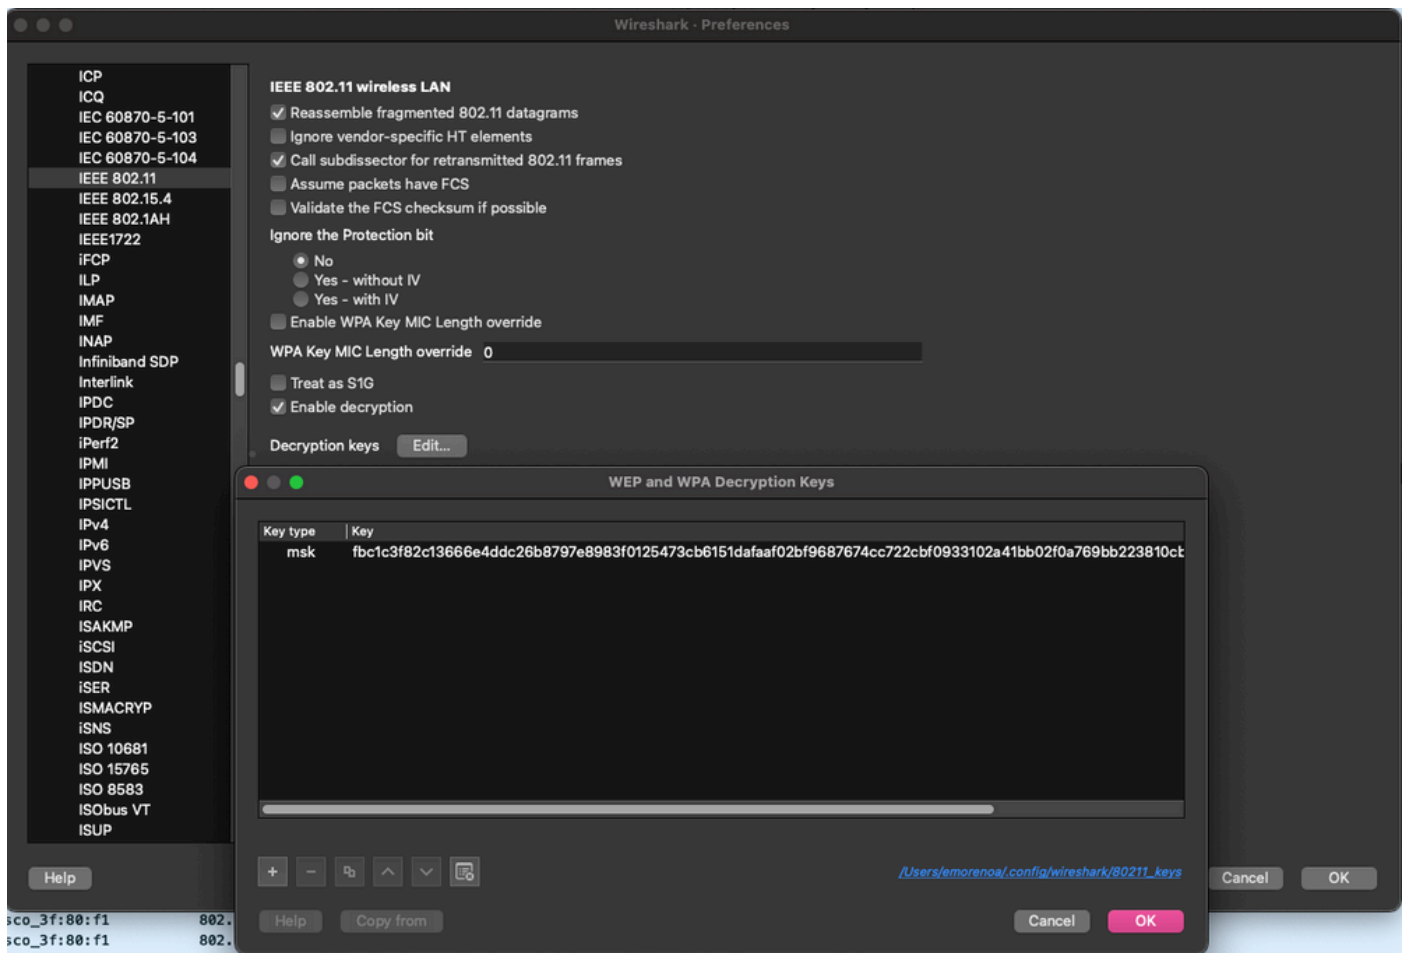 Wireshark · Preferences
ICP
ICQ
IEC 60870-5-101
IEC 60870-5-103
IEC 60870-5-104
IEEE 802.11
IEEE 802.15.4
IEEE 802.1AH
IEEE1722
iFCP
ILP
IMAP
IMF
INAP
Infiniband SDP
Interlink
IPDC
IPDR/SP
iPerf2
IPMI
IPPUSB
IPSICTL
IPv4
IPv6
IPVS
IPX
IRC
ISAKMP
iSCSI
ISDN
iSER
ISMACRYP
iSNS
ISO 10681
ISO 15765
ISO 8583
ISObus VT
ISUP
IEEE 802.11 wireless LAN
Reassemble fragmented 802.11 datagrams
Ignore vendor-specific HT elements
Call subdissector for retransmitted 802.11 frames
Assume packets have FCS
Validate the FCS checksum if possible
Ignore the Protection bit
No
Yes - without IV
Yes - with IV
Enable WPA Key MIC Length override
WPA Key MIC Length override 0
Treat as S1G
Enable decryption
Decryption keys Edit...
WEP and WPA Decryption Keys
Key type Key
msk fbc1c3f82c13666e4ddc26b8797e8983f0125473cb6151dafaaf02bf9687674cc722cbf0933102a41bb02f0a769bb223810cb
/Users/emorenoa/.config/wireshark/80211_keys
Help Copy from Cancel OK
Help Cancel OK
sco_3f:80:f1 802.
sco_3f:80:f1 802.